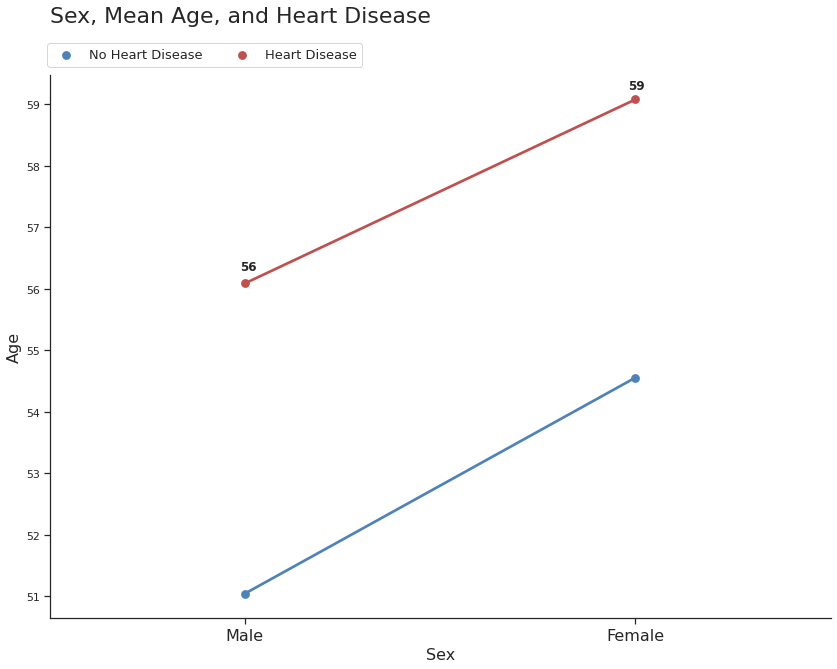 Sex, Mean Age, and Heart Disease
No Heart Disease Heart Disease
59
59
58
57
56
56
55
Age
54
53
52
51
Male Female
Sex